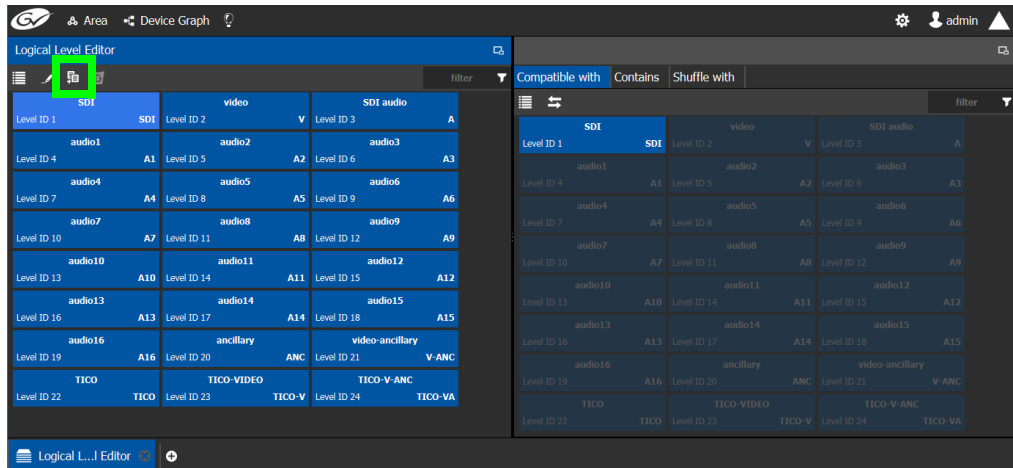 GV Area Device Graph admin
Logical Level Editor
filter
SDI video SDI audio
Level ID 1 SDI Level ID 2 V Level ID 3 A
audio1 audio2 audio3
Level ID 4 A1 Level ID 5 A2 Level ID 6 A3
audio4 audio5 audio6
Level ID 7 A4 Level ID 8 A5 Level ID 9 A6
audio7 audio8 audio9
Level ID 10 A7 Level ID 11 A8 Level ID 12 A9
audio10 audio11 audio12
Level ID 13 A10 Level ID 14 A11 Level ID 15 A12
audio13 audio14 audio15
Level ID 16 A13 Level ID 17 A14 Level ID 18 A15
audio16 ancillary video-ancillary
Level ID 19 A16 Level ID 20 ANC Level ID 21 V-ANC
TICO TICO-VIDEO TICO-V-ANC
Level ID 22 TICO Level ID 23 TICO-V Level ID 24 TICO-VA
Compatible with Contains Shuffle with
filter
SDI video SDI audio
Level ID 1 SDI Level ID 2 V Level ID 3 A
audio1 audio2 audio3
Level ID 4 A1 Level ID 5 A2 Level ID 6 A3
audio4 audio5 audio6
Level ID 7 A4 Level ID 8 A5 Level ID 9 A6
audio7 audio8 audio9
Level ID 10 A7 Level ID 11 A8 Level ID 12 A9
audio10 audio11 audio12
Level ID 13 A10 Level ID 14 A11 Level ID 15 A12
audio13 audio14 audio15
Level ID 16 A13 Level ID 17 A14 Level ID 18 A15
audio16 ancillary video-ancillary
Level ID 19 A16 Level ID 20 ANC Level ID 21 V-ANC
TICO TICO-VIDEO TICO-V-ANC
Level ID 22 TICO Level ID 23 TICO-V Level ID 24 TICO-VA
Logical L...l Editor